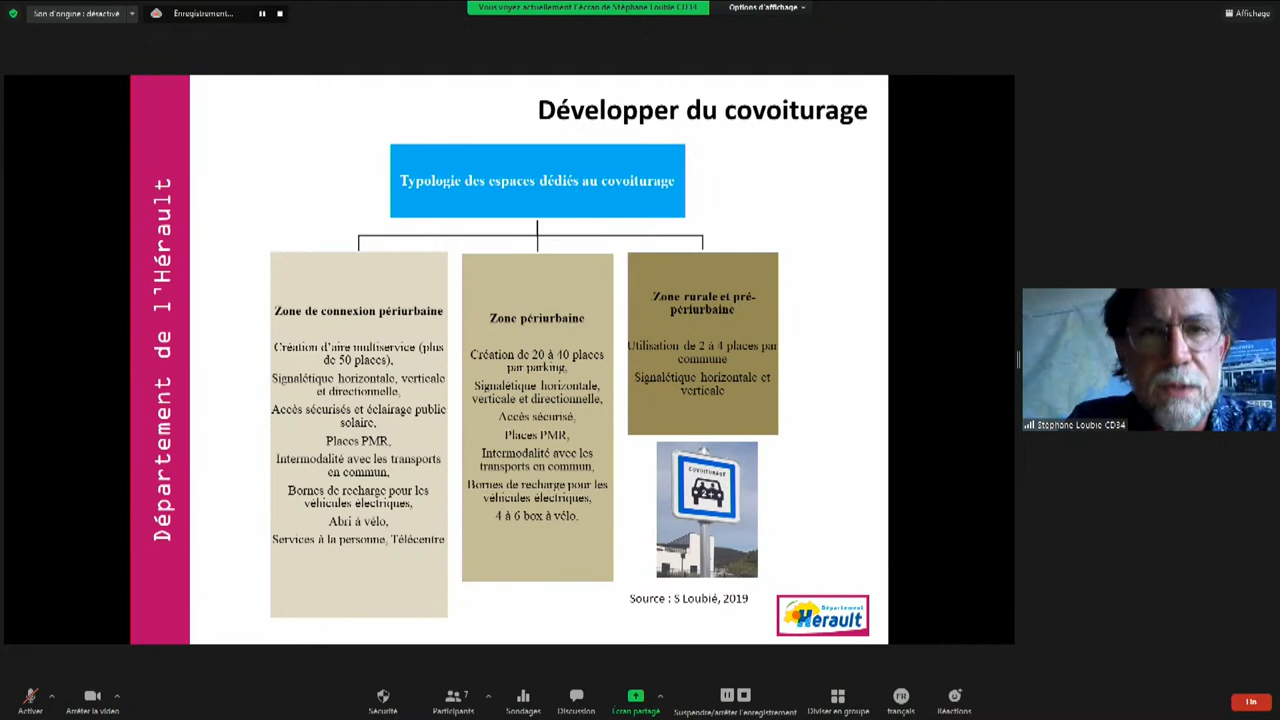 Son d'origine : désactivé
Enregistrement...
Vous voyez actuellement l'écran de Stéphane Loubie CD34
Options d'affichage
Affichage
Développer du covoiturage
Département de l'Hérault
Typologie des espaces dédiés au covoiturage
Zone de connexion périurbaine
Création d'aire multiservice (plus
de 50 places),
Signalétique horizontale, verticale
et directionnelle,
Accès sécurisés et éclairage public
solaire,
Places PMR,
Intermodalité avec les transports
en commun,
Bornes de recharge pour les
véhicules électriques,
Abri à vélo,
Services à la personne, Télécentre
Zone périurbaine
Création de 20 à 40 places
par parking,
Signalétique horizontale,
verticale et directionnelle,
Accès sécurisé,
Places PMR,
Intermodalité avec les
transports en commun,
Bornes de recharge pour les
véhicules électriques,
4 à 6 box à vélo.
Zone rurale et pré-
périurbaine
Utilisation de 2 à 4 places par
commune
Signalétique horizontale et
verticale
COVOITURAGE
2+
Source : S Loubié, 2019
Département
Hérault
Stéphane Loubie CD34
Activer
Arrêter la vidéo
Sécurité
7
Participants
Sondages
Discussion
Écran partagé
Suspendre/arrêter l'enregistrement
Diviser en groupe
FR
français
Réactions
Fin